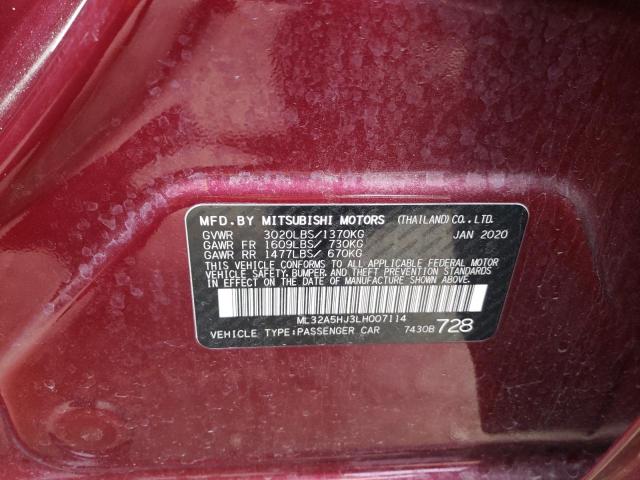 MFD.BY MITSUBISHI MOTORS (THAILAND)CO.,LTD.
GVWR 3020LBS/1370KG JAN 2020
GAWR FR 1609LBS/ 730KG
GAWR RR 1477LBS/ 670KG
THIS VEHICLE CONFORMS TO ALL APPLICABLE FEDERAL MOTOR
VEHICLE SAFETY, BUMPER, AND THEFT PREVENTION STANDARDS
IN EFFECT ON THE DATE OF MANUFACTURE SHOWN ABOVE.
ML32A5HJ3LH007114
VEHICLE TYPE:PASSENGER CAR 7430B 728